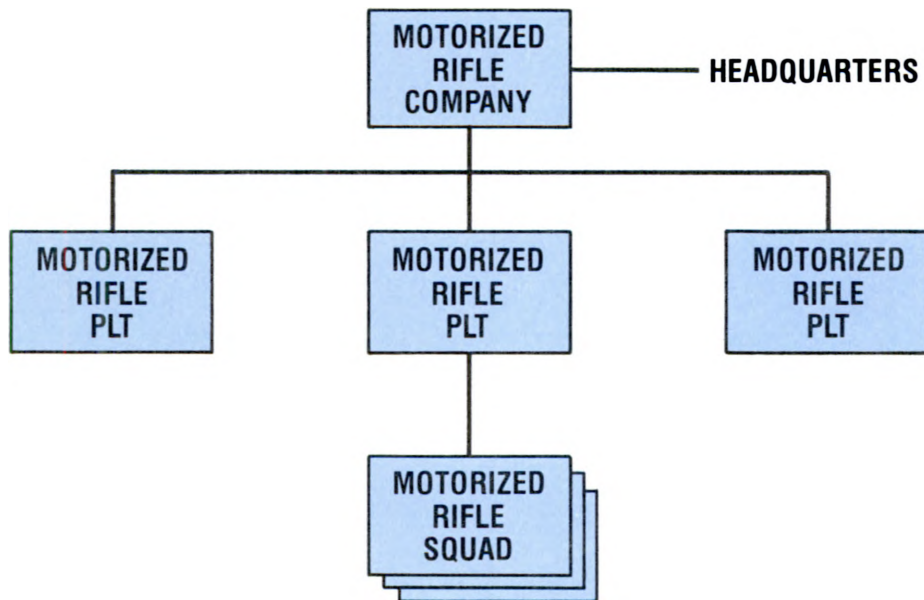 MOTORIZED
RIFLE
COMPANY
HEADQUARTERS
MOTORIZED
RIFLE
PLT
MOTORIZED
RIFLE
PLT
MOTORIZED
RIFLE
PLT
MOTORIZED
RIFLE
SQUAD